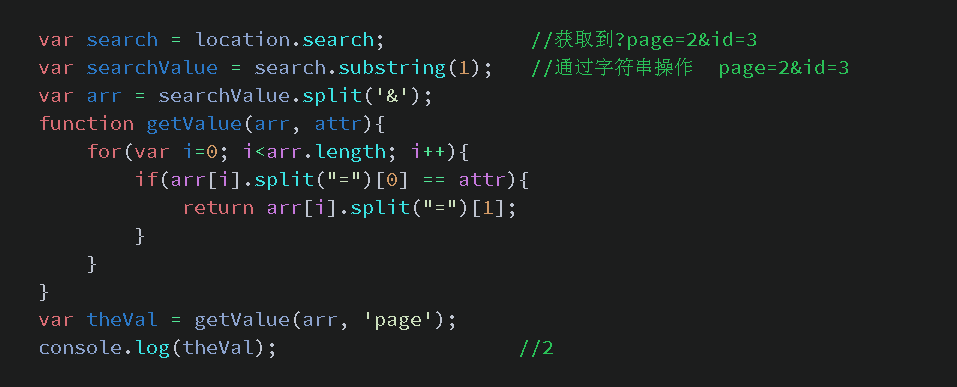 var search = location.search; //获取到?page=2&id=3
var searchValue = search.substring(1); //通过字符串操作 page=2&id=3
var arr = searchValue.split('&');
function getValue(arr, attr){
for(var i=0; i<arr.length; i++){
if(arr[i].split("=")[0] == attr){
return arr[i].split("=")[1];
}
}
}
var theVal = getValue(arr, 'page');
console.log(theVal); //2